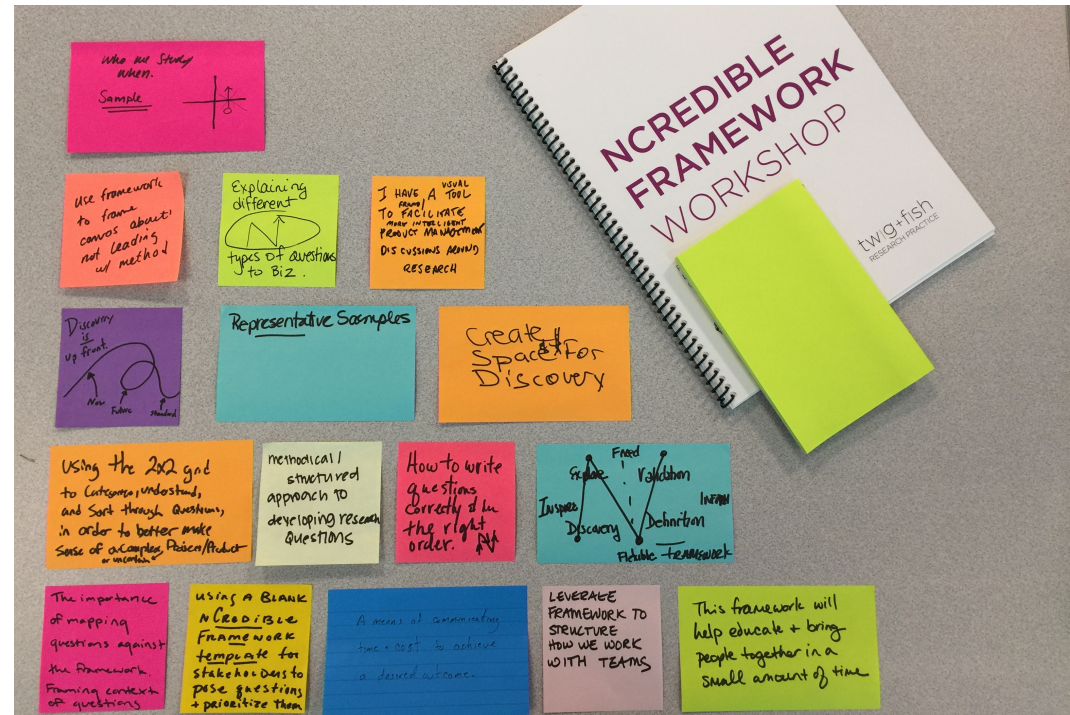 Who we study
when.
Sample
Use framework
to frame
convos about
not leading
w/ method
Explaining
different
N
types of questions
to Biz.
I HAVE A VISUAL TOOL
TO FACILITATE
MORE INTELLIGENT
PRODUCT MANAGEMENT
DISCUSSIONS AROUND
RESEARCH
NCREDIBLE
FRAMEWORK
WORKSHOP
twig+fish
RESEARCH PRACTICE
Discovery
is
up front.
Now
Future
Standard
Representative Samples
Create
Space for
Discovery
Using the 2x2 grid
to Categorize, understand,
and Sort through Questions,
in order to better make
Sense of a Complex, Problem/Product
or uncertain
methodical/
structured
approach to
developing research
Questions
How to write
questions
correctly & in
the right
order. N
Fixed
Explore Validation
Inspire Inform
Discovery Definition
Flexible FRAMEWORK
The importance
of mapping
questions against
the framework.
Framing context
of questions
USING A BLANK
NCREDIBLE
FRAMEWORK
template for
stakeholders to
pose questions
+ prioritize them
A means of communicating
time + cost to achieve
a desired outcome.
LEVERAGE
FRAMEWORK TO
STRUCTURE
HOW WE WORK
WITH TEAMS
This framework will
help educate + bring
people together in a
small amount of time